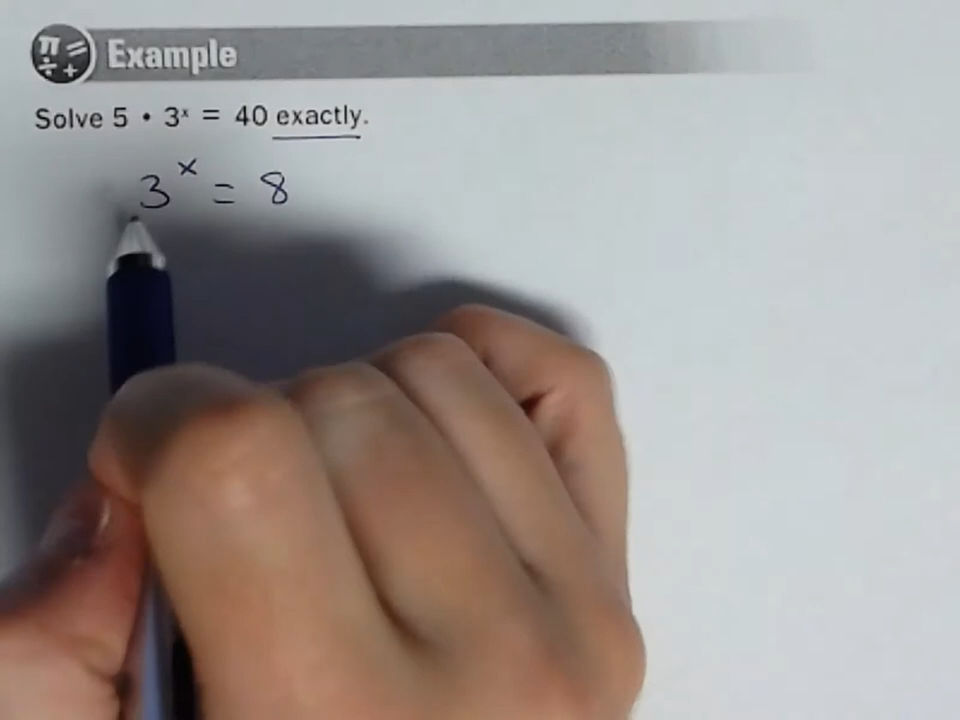 π = ÷ + Example
Solve 5 • 3ˣ = 40 exactly.
3ˣ = 8